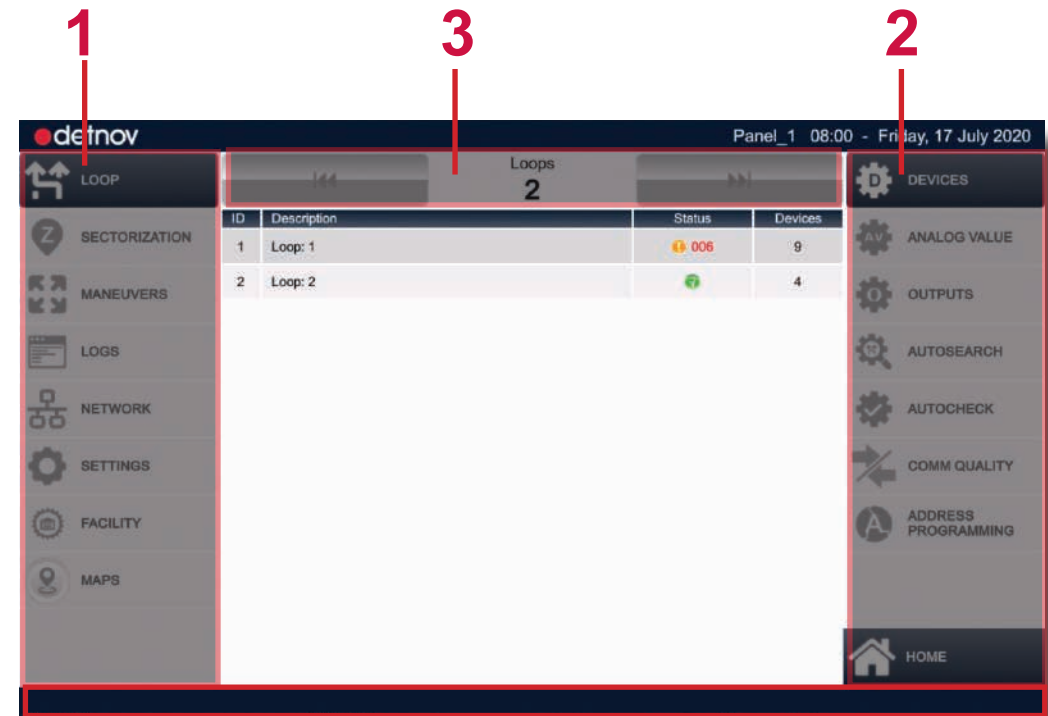 1
3
2
detnov
Panel_1 08:00 - Friday, 17 July 2020
LOOP
Loops
2
DEVICES
ID Description Status Devices
SECTORIZATION
1 Loop: 1 006 9
ANALOG VALUE
MANEUVERS
2 Loop: 2 4
OUTPUTS
LOGS
AUTOSEARCH
NETWORK
AUTOCHECK
SETTINGS
COMM QUALITY
FACILITY
ADDRESS
PROGRAMMING
MAPS
HOME